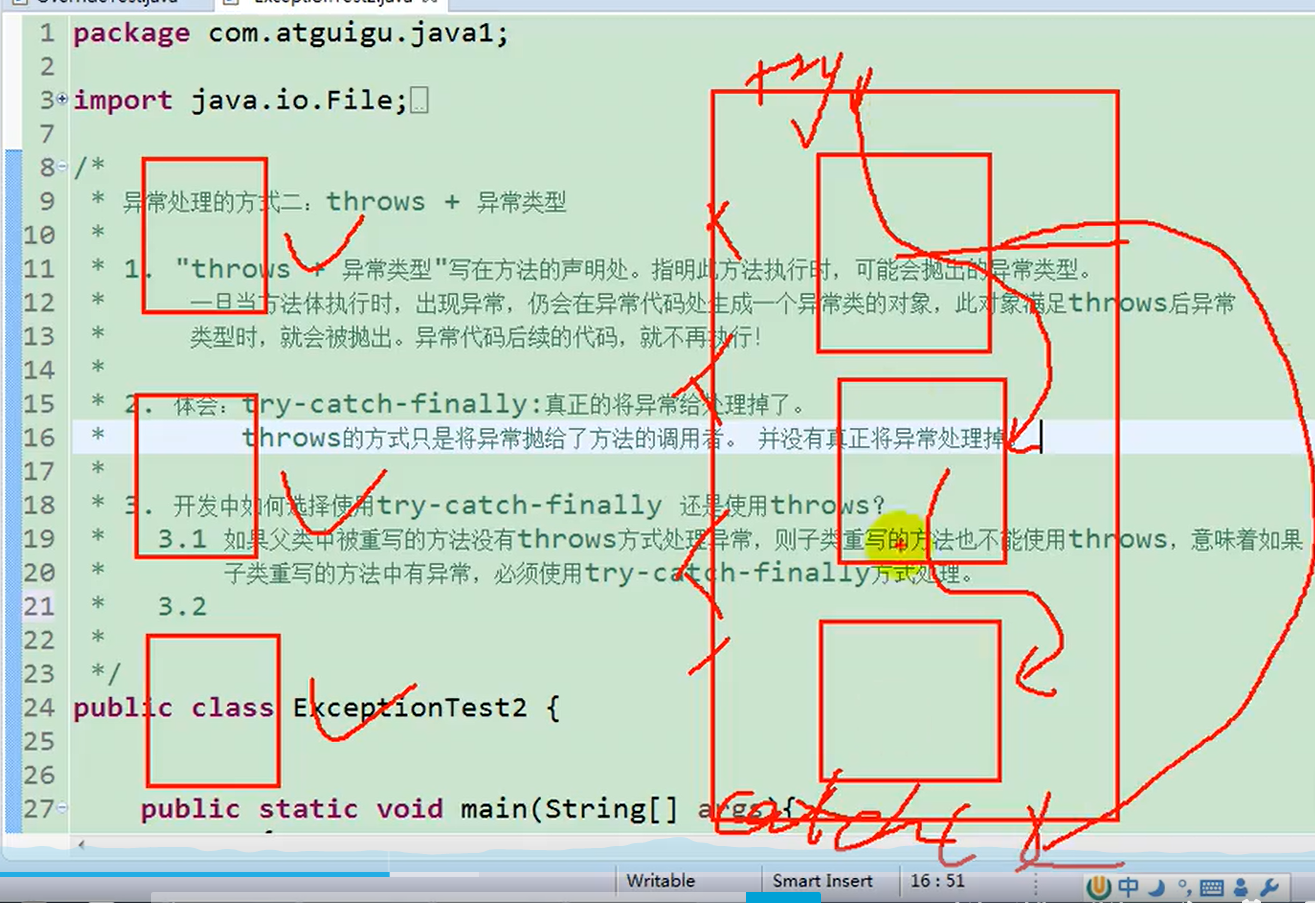 ExceptionTest2.java
1 package com.atguigu.java1;
2
3 import java.io.File;
7
8 /*
9 * 异常处理的方式二：throws + 异常类型
10 *
11 * 1. "throws + 异常类型"写在方法的声明处。指明此方法执行时，可能会抛出的异常类型。
12 * 一旦当方法体执行时，出现异常，仍会在异常代码处生成一个异常类的对象，此对象满足throws后异常
13 * 类型时，就会被抛出。异常代码后续的代码，就不再执行！
14 *
15 * 2. 体会：try-catch-finally:真正的将异常给处理掉了。
16 * throws的方式只是将异常抛给了方法的调用者。 并没有真正将异常处理掉
17 *
18 * 3. 开发中如何选择使用try-catch-finally 还是使用throws？
19 * 3.1 如果父类中被重写的方法没有throws方式处理异常，则子类重写的方法也不能使用throws，意味着如果
20 * 子类重写的方法中有异常，必须使用try-catch-finally方式处理。
21 * 3.2
22 *
23 */
24 public class ExceptionTest2 {
25
26
27 public static void main(String[] args){
try
catch(
Writable Smart Insert 16 : 51
中